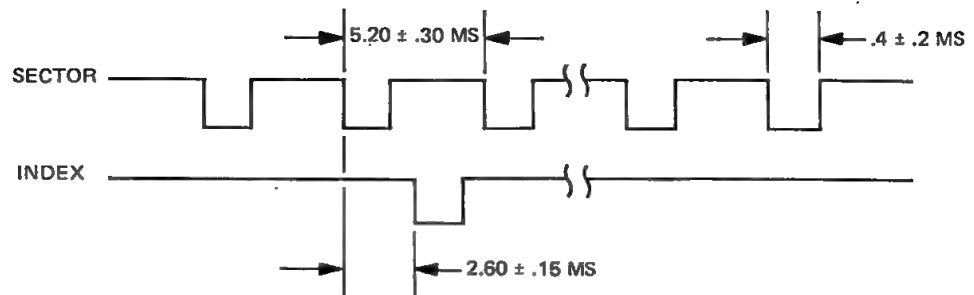 5.20 ± .30 MS
.4 ± .2 MS
SECTOR
INDEX
2.60 ± .15 MS